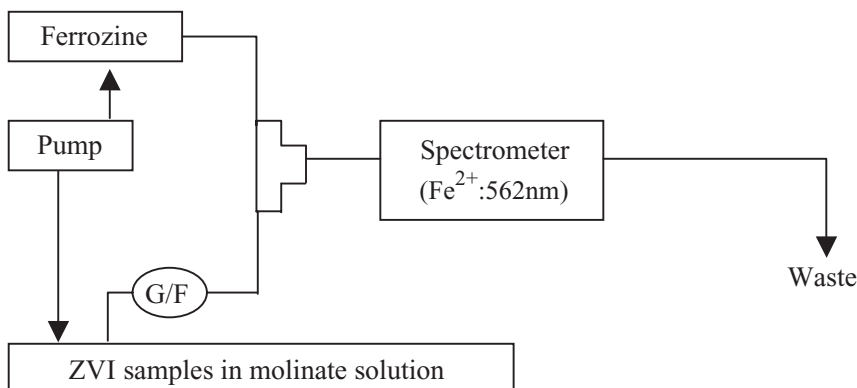 Ferrozine
Pump
Spectrometer
(Fe²⁺:562nm)
G/F
Waste
ZVI samples in molinate solution